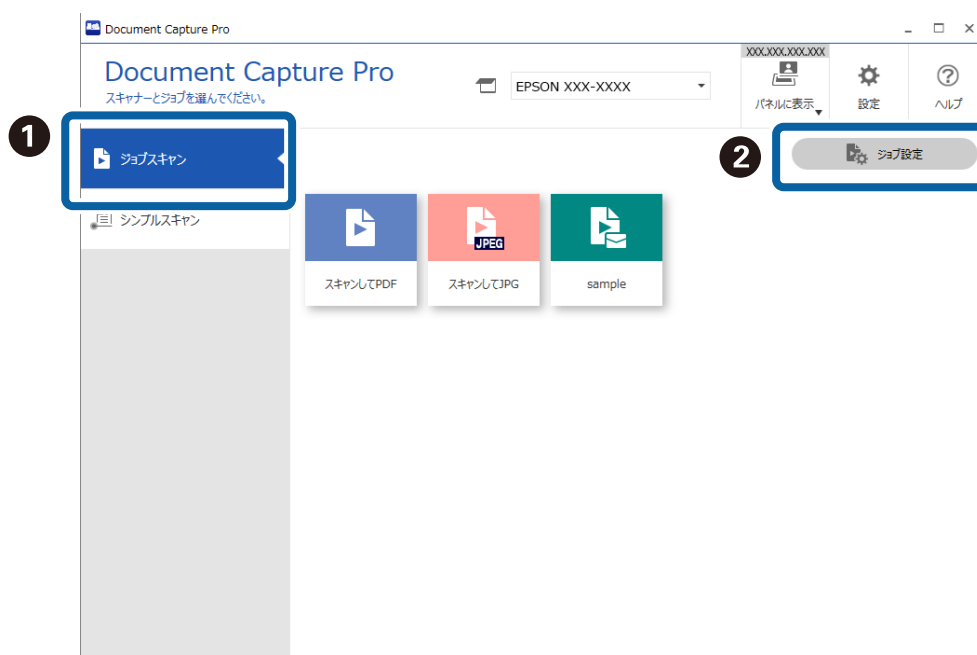 Document Capture Pro
Document Capture Pro
スキャナーとジョブを選んでください。
EPSON XXX-XXXX
XXX.XXX.XXX.XXX
パネルに表示
設定
ヘルプ
1
ジョブスキャン
2
ジョブ設定
シンプルスキャン
JPEG
スキャンしてPDF
スキャンしてJPG
sample